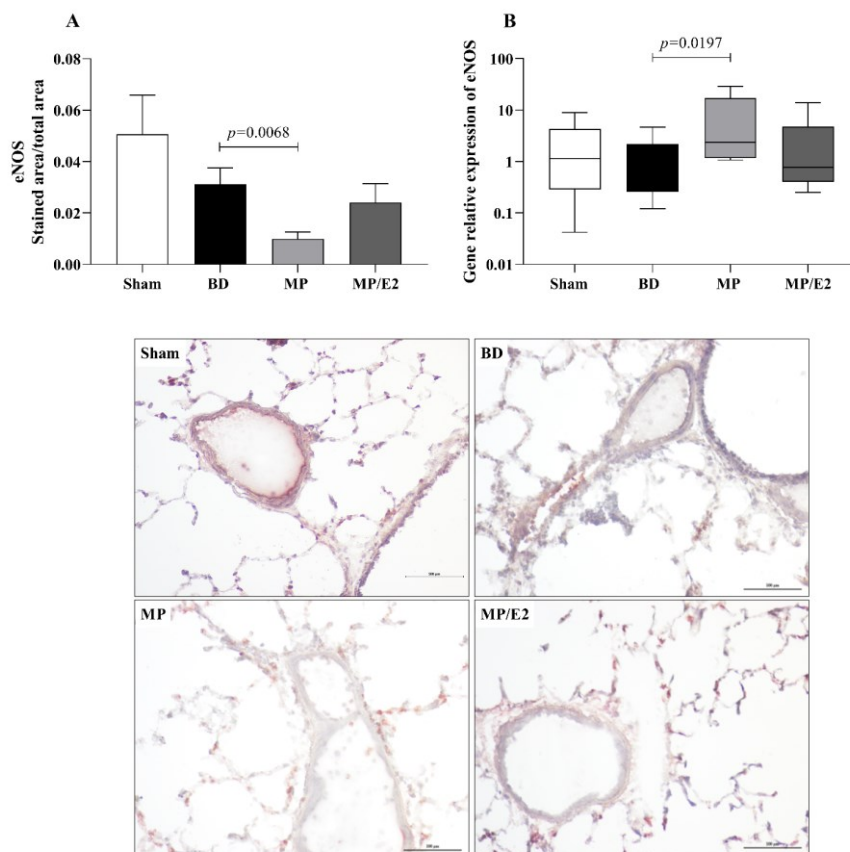 A
eNOS
Stained area/total area
0.08
0.06
0.04
0.02
0.00
p=0.0068
Sham BD MP MP/E2
B
Gene relative expression of eNOS
100
10
1
0.1
0.01
p=0.0197
Sham BD MP MP/E2
Sham
BD
MP
MP/E2